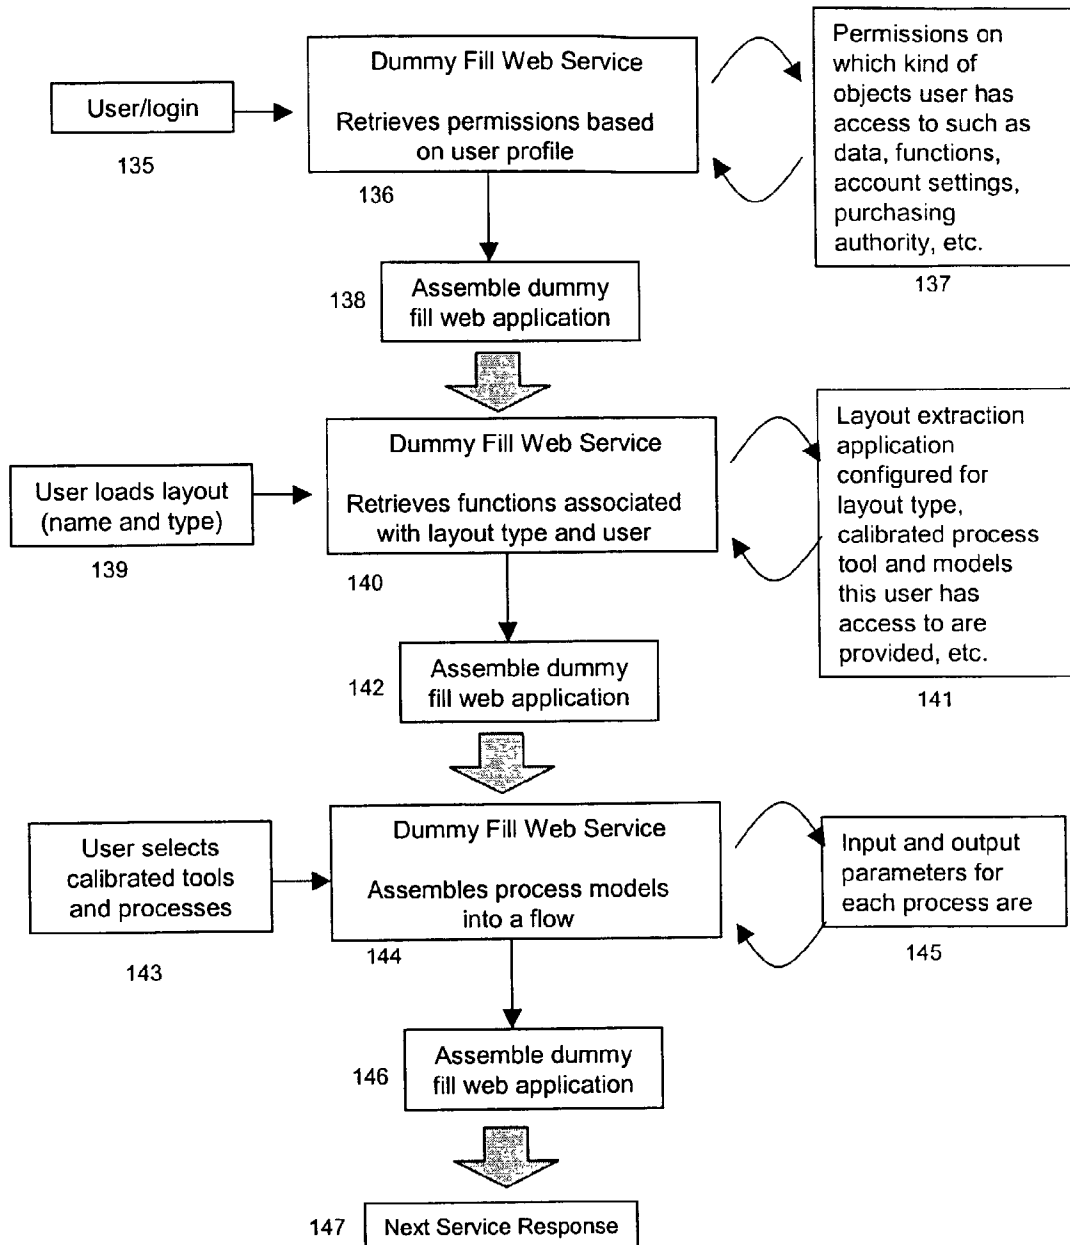 Dummy Fill Web Service
Retrieves permissions based
on user profile
User/login
135
136
Permissions on
which kind of
objects user has
access to such as
data, functions,
account settings,
purchasing
authority, etc.
137
138
Assemble dummy
fill web application
Dummy Fill Web Service
Retrieves functions associated
with layout type and user
User loads layout
(name and type)
139
140
Layout extraction
application
configured for
layout type,
calibrated process
tool and models
this user has
access to are
provided, etc.
141
142
Assemble dummy
fill web application
Dummy Fill Web Service
Assembles process models
into a flow
User selects
calibrated tools
and processes
143
144
Input and output
parameters for
each process are
145
146
Assemble dummy
fill web application
147
Next Service Response